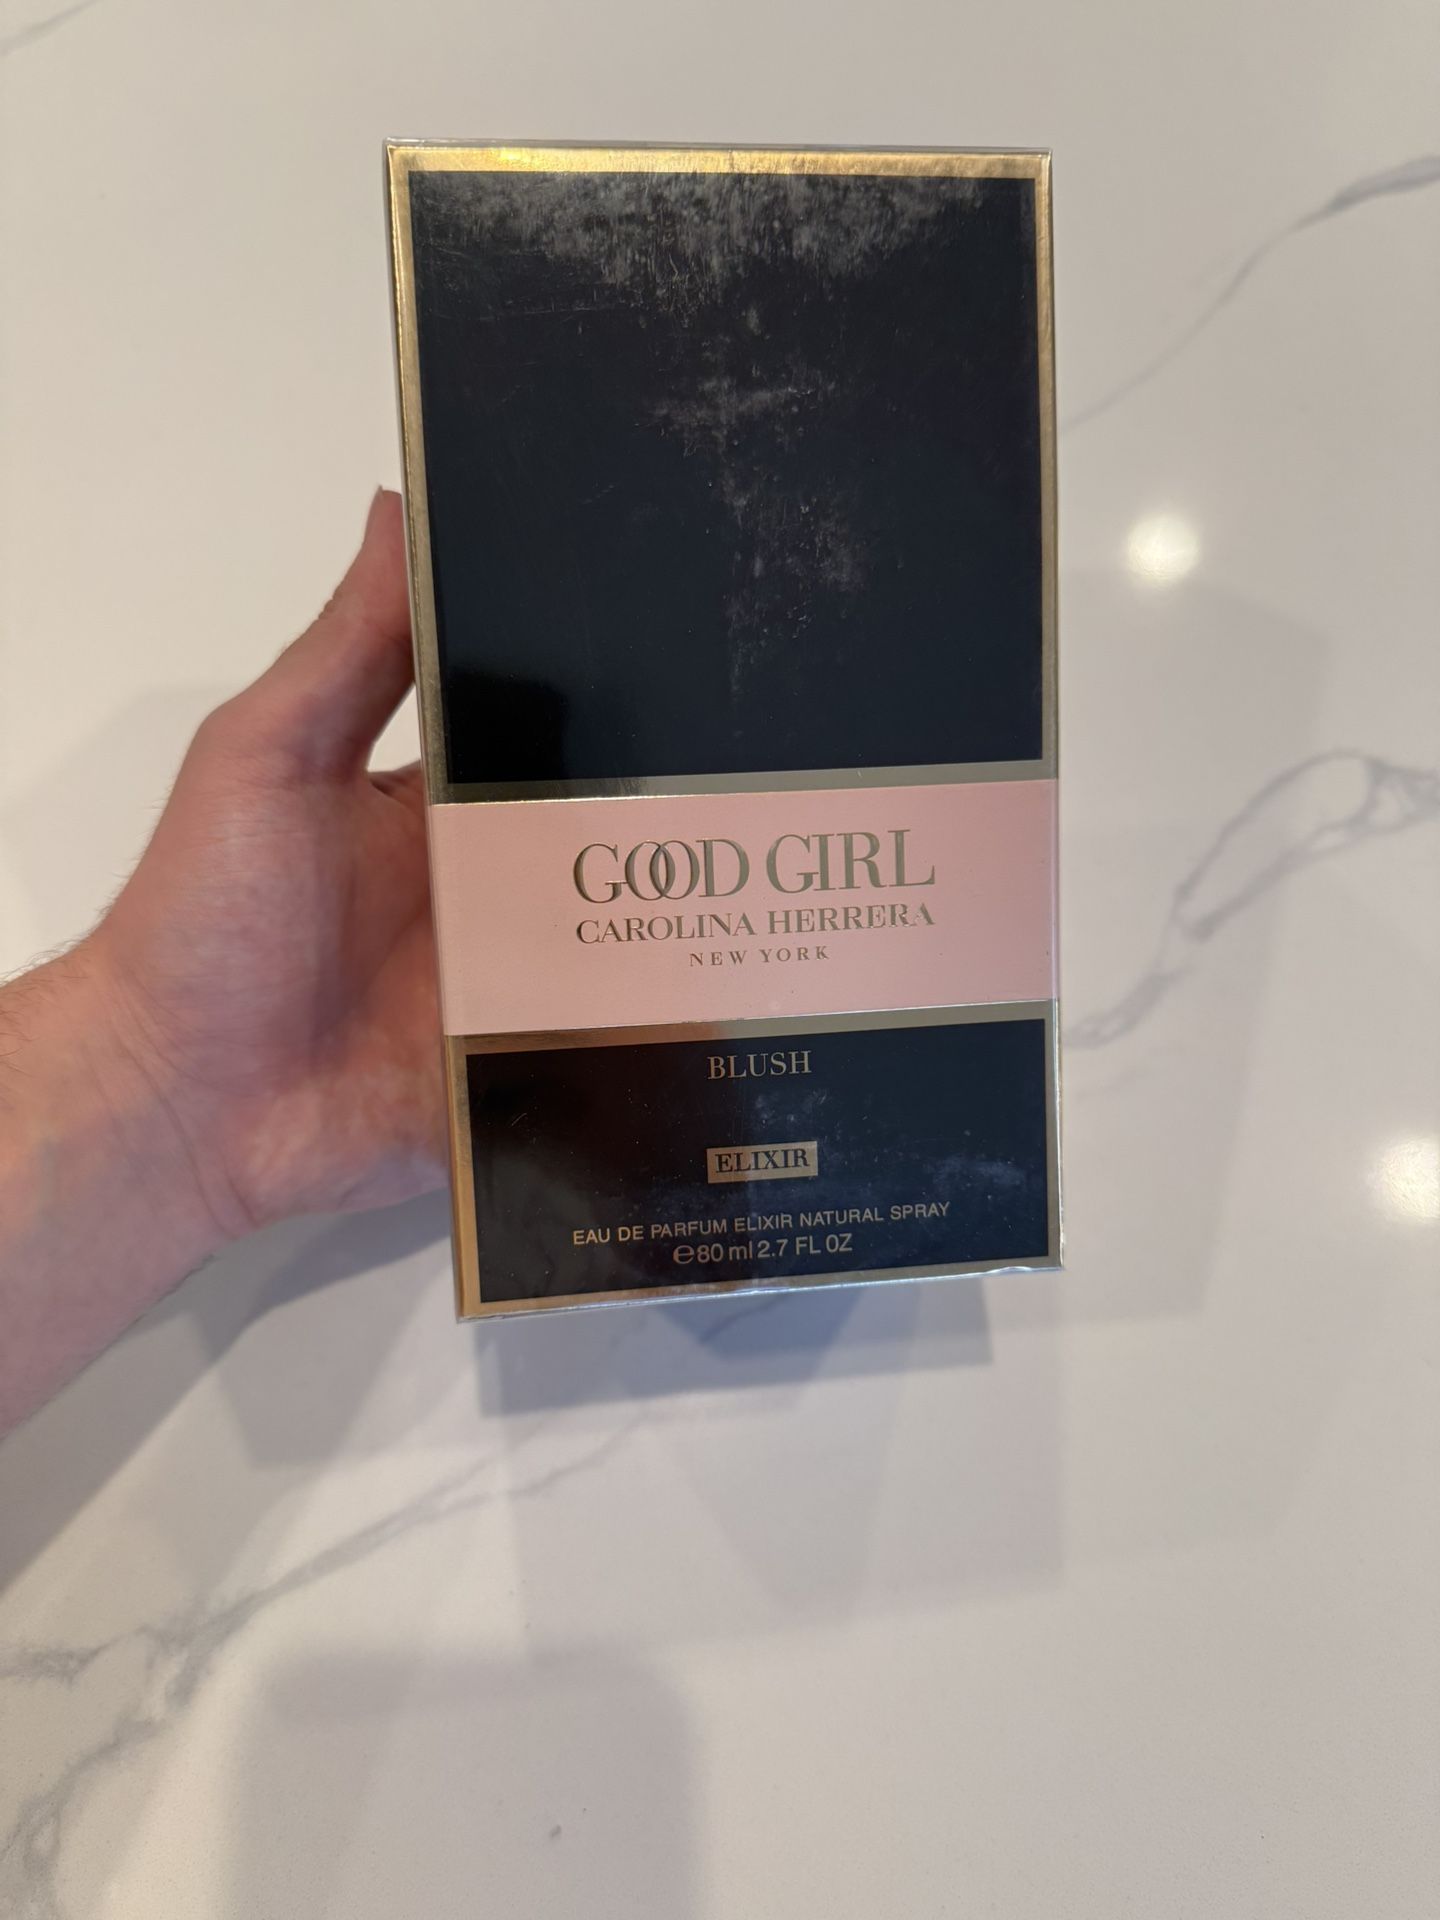 GOOD GIRL
CAROLINA HERRERA
NEW YORK
BLUSH
ELIXIR
EAU DE PARFUM ELIXIR NATURAL SPRAY
℮80 ml 2.7 FL OZ